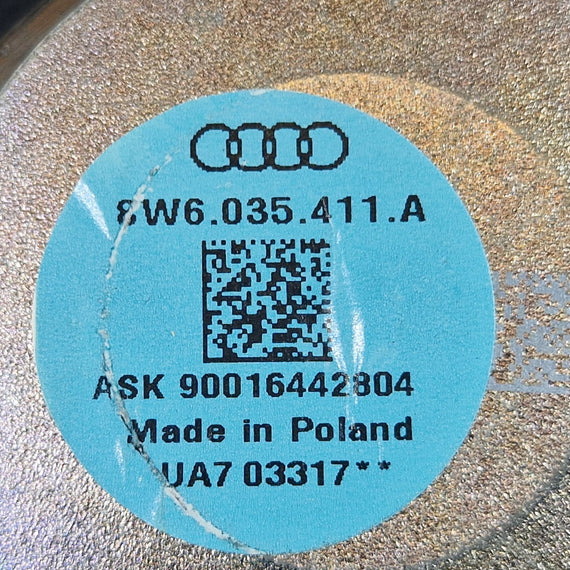 8W6.035.411.A
ASK 90016442804
Made in Poland
UA7 03317**